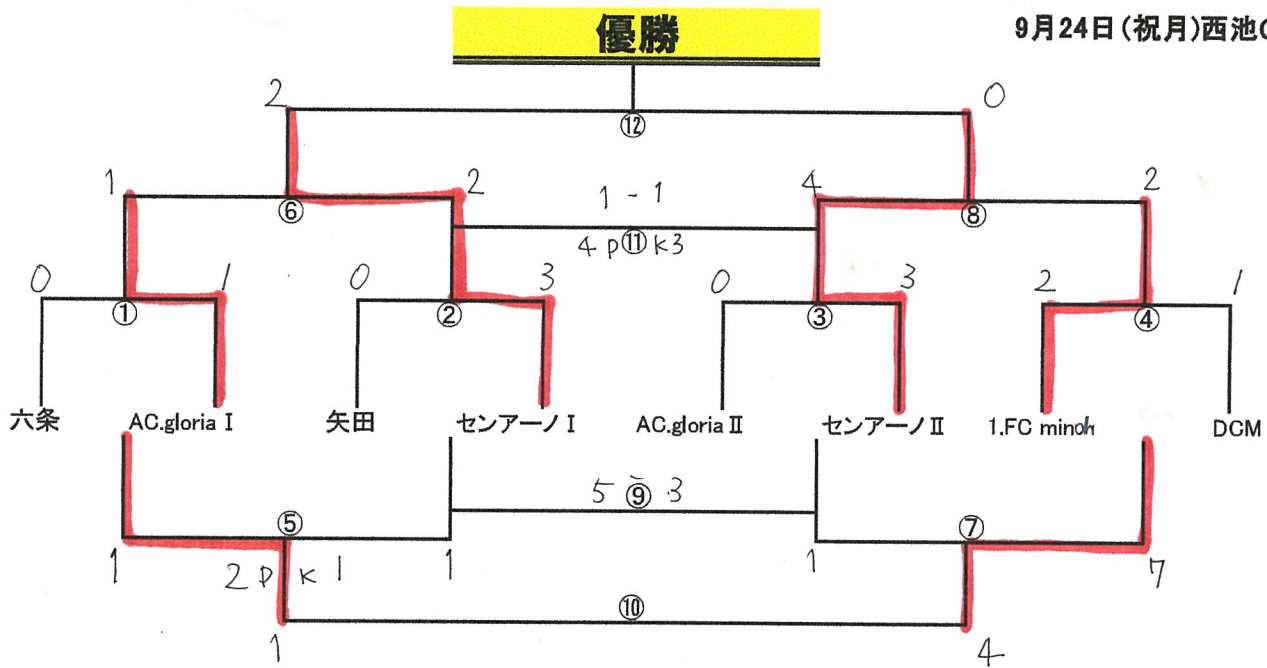 優勝
9月24日(祝月)西池
2 0
⑫
1 2 1 - 1 4 2
⑥ ⑧
4 P ⑪ K 3
0 1 0 3 0 3 2 1
① ② ③ ④
六条 AC.gloria Ⅰ 矢田 センアーノⅠ AC.gloria Ⅱ センアーノⅡ 1.FC minoh DCM
5 - 3
⑨
⑤ ⑦
1 2 P K 1 1 1 7
⑩
1 4